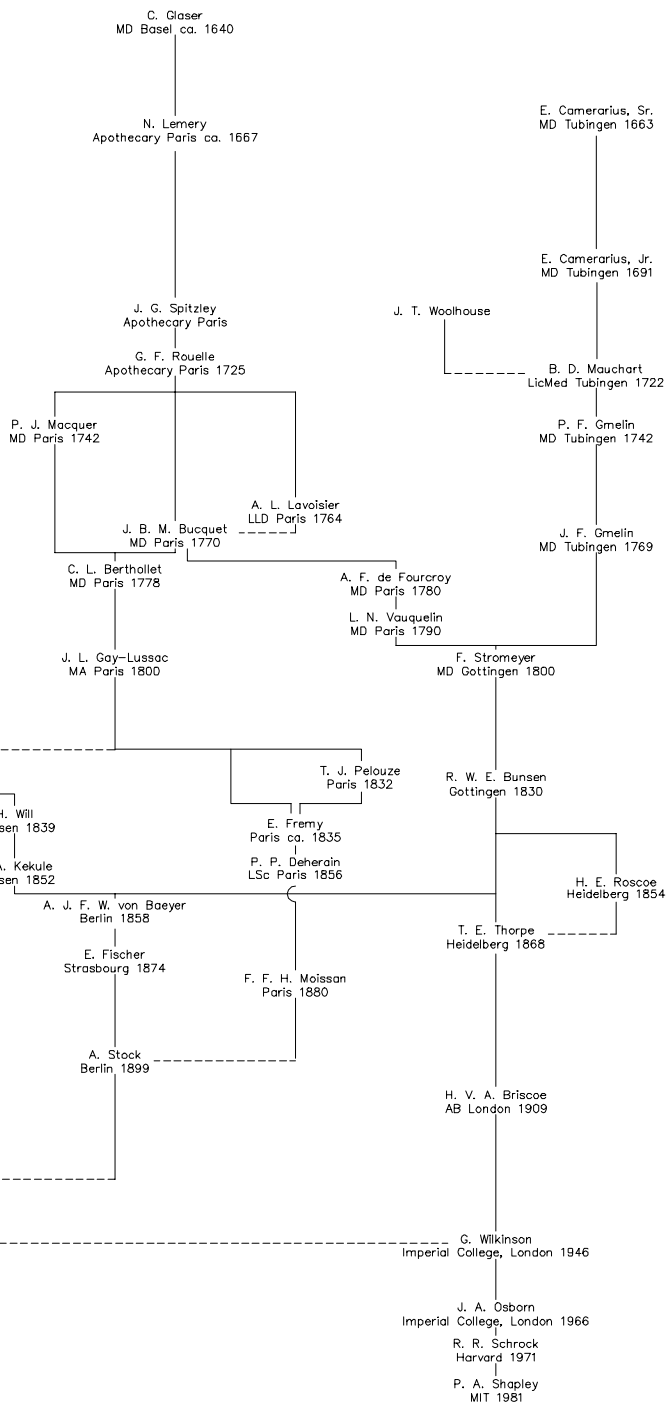 C. Glaser
MD Basel ca. 1640
N. Lemery
Apothecary Paris ca. 1667
E. Camerarius, Sr.
MD Tubingen 1663
E. Camerarius, Jr.
MD Tubingen 1691
J. G. Spitzley
Apothecary Paris
J. T. Woolhouse
G. F. Rouelle
Apothecary Paris 1725
B. D. Mauchart
LicMed Tubingen 1722
P. J. Macquer
MD Paris 1742
P. F. Gmelin
MD Tubingen 1742
A. L. Lavoisier
LLD Paris 1764
J. B. M. Bucquet
MD Paris 1770
J. F. Gmelin
MD Tubingen 1769
C. L. Berthollet
MD Paris 1778
A. F. de Fourcroy
MD Paris 1780
L. N. Vauquelin
MD Paris 1790
J. L. Gay-Lussac
MA Paris 1800
F. Stromeyer
MD Gottingen 1800
T. J. Pelouze
Paris 1832
R. W. E. Bunsen
Gottingen 1830
H. Will
sen 1839
E. Fremy
Paris ca. 1835
A. Kekule
sen 1852
P. P. Deherain
LSc Paris 1856
H. E. Roscoe
Heidelberg 1854
A. J. F. W. von Baeyer
Berlin 1858
T. E. Thorpe
Heidelberg 1868
E. Fischer
Strasbourg 1874
F. F. H. Moissan
Paris 1880
A. Stock
Berlin 1899
H. V. A. Briscoe
AB London 1909
G. Wilkinson
Imperial College, London 1946
J. A. Osborn
Imperial College, London 1966
R. R. Schrock
Harvard 1971
P. A. Shapley
MIT 1981